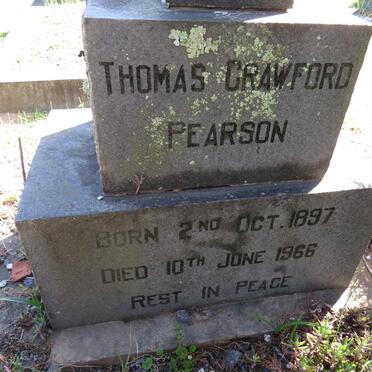 THOMAS CRAWFORD
PEARSON
BORN 2ND OCT. 1897
DIED 10TH JUNE 1966
REST IN PEACE